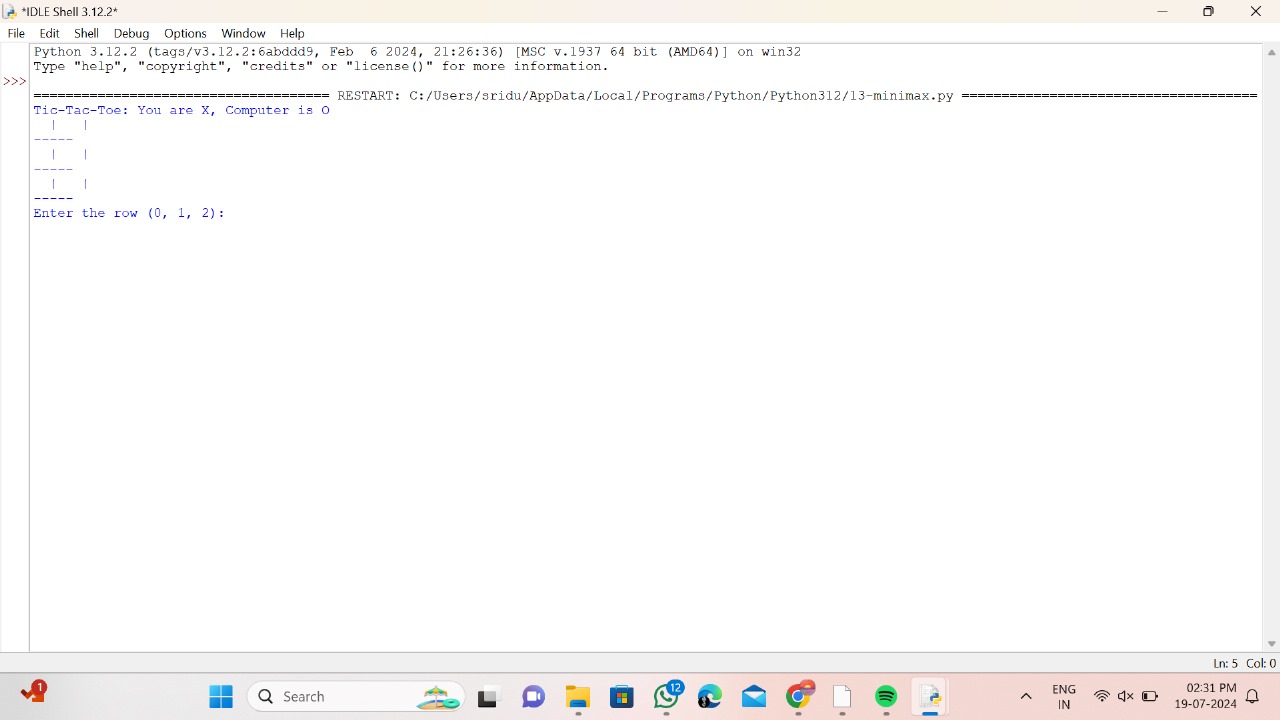 *IDLE Shell 3.12.2*
File Edit Shell Debug Options Window Help
Python 3.12.2 (tags/v3.12.2:6abddd9, Feb  6 2024, 21:26:36) [MSC v.1937 64 bit (AMD64)] on win32
Type "help", "copyright", "credits" or "license()" for more information.
>>>
===================================== RESTART: C:/Users/sridu/AppData/Local/Programs/Python/Python312/13-minimax.py =====================================
Tic-Tac-Toe: You are X, Computer is O
  |   |
-----
  |   |
-----
  |   |
-----
Enter the row (0, 1, 2):
Ln: 5 Col: 0
1
Search
12
ENG
IN
02:31 PM
19-07-2024